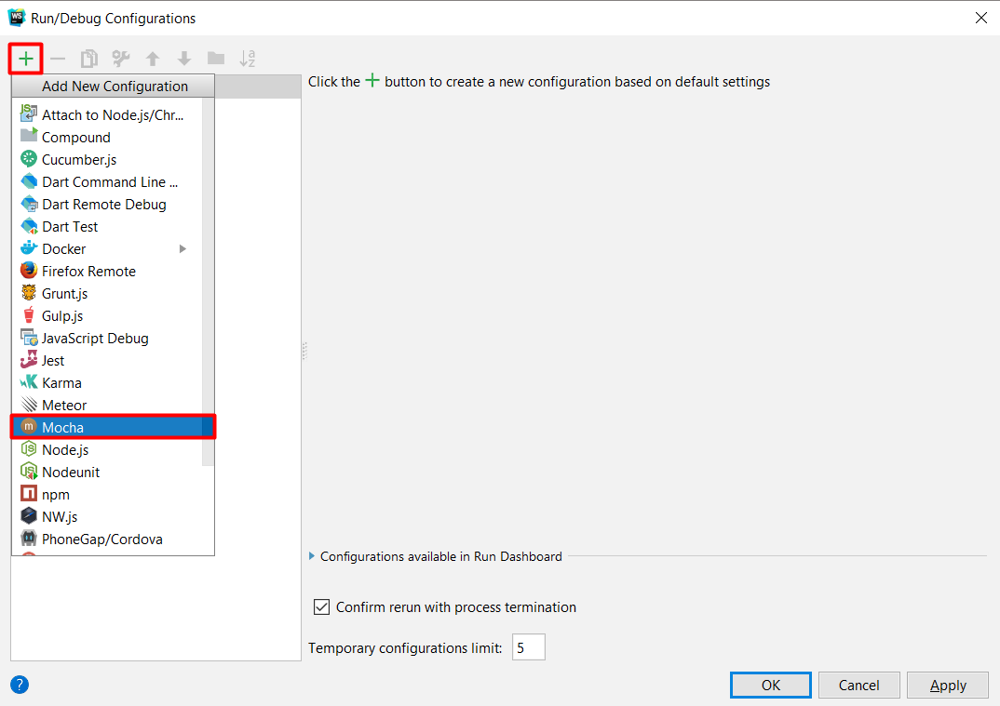 WS
Run/Debug Configurations
Add New Configuration
Click the + button to create a new configuration based on default settings
Attach to Node.js/Chr...
Compound
Cucumber.js
Dart Command Line ...
Dart Remote Debug
Dart Test
Docker
Firefox Remote
Grunt.js
Gulp.js
JavaScript Debug
Jest
Karma
Meteor
m Mocha
JS Node.js
JS Nodeunit
npm
NW.js
PhoneGap/Cordova
Configurations available in Run Dashboard
Confirm rerun with process termination
Temporary configurations limit: 5
? OK Cancel Apply